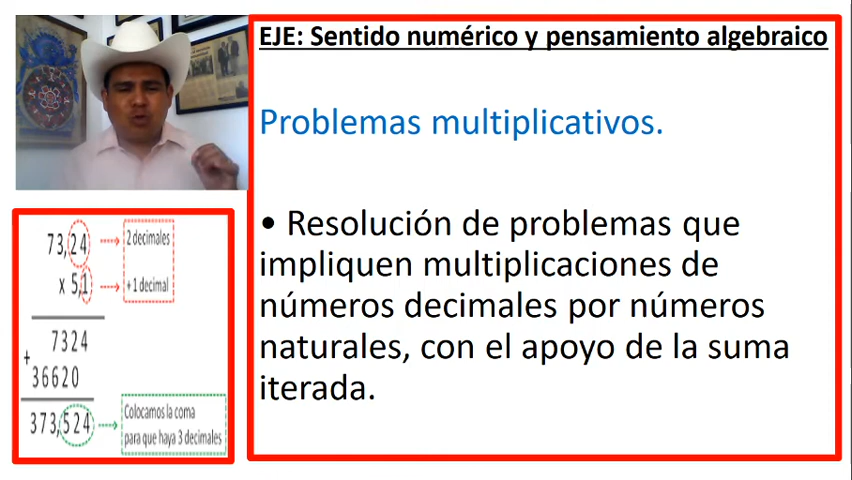 EJE: Sentido numérico y pensamiento algebraico
Problemas multiplicativos.
• Resolución de problemas que
impliquen multiplicaciones de
números decimales por números
naturales, con el apoyo de la suma
iterada.
73,24 2 decimales
x 5,1 + 1 decimal
7324
+
36620
373,524 Colocamos la coma
para que haya 3 decimales